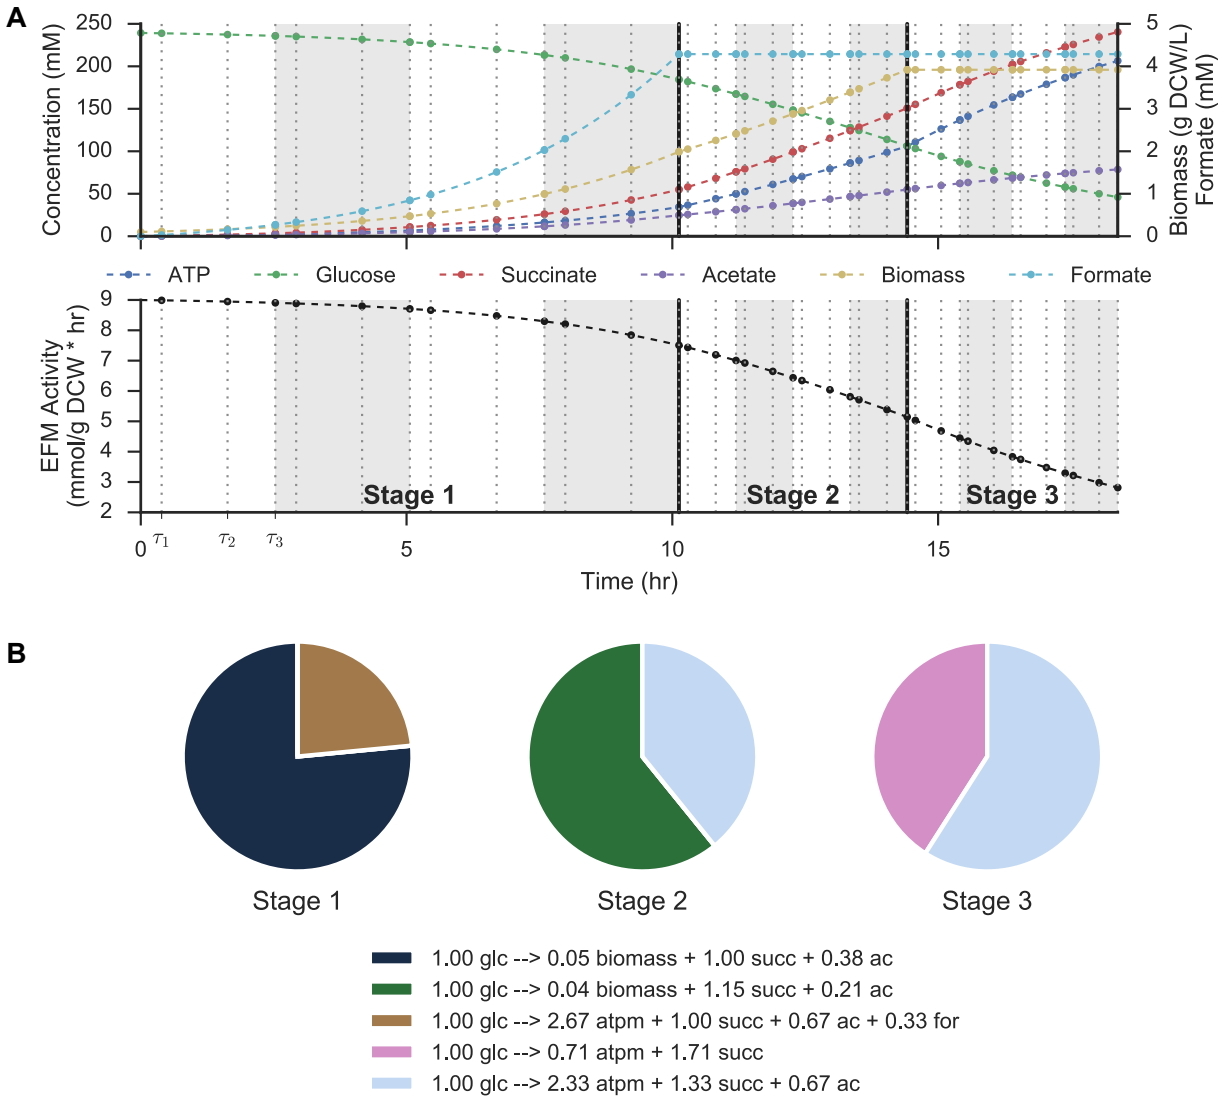 A
Concentration (mM)
250
200
150
100
50
0
5
4
3
2
1
0
Biomass (g DCW/L)
Formate (mM)
ATP Glucose Succinate Acetate Biomass Formate
EFM Activity
(mmol/g DCW * hr)
9
8
7
6
5
4
3
2
Stage 1 Stage 2 Stage 3
0 τ1 τ2 τ3 5 10 15
Time (hr)
B
Stage 1 Stage 2 Stage 3
1.00 glc --> 0.05 biomass + 1.00 succ + 0.38 ac
1.00 glc --> 0.04 biomass + 1.15 succ + 0.21 ac
1.00 glc --> 2.67 atpm + 1.00 succ + 0.67 ac + 0.33 for
1.00 glc --> 0.71 atpm + 1.71 succ
1.00 glc --> 2.33 atpm + 1.33 succ + 0.67 ac